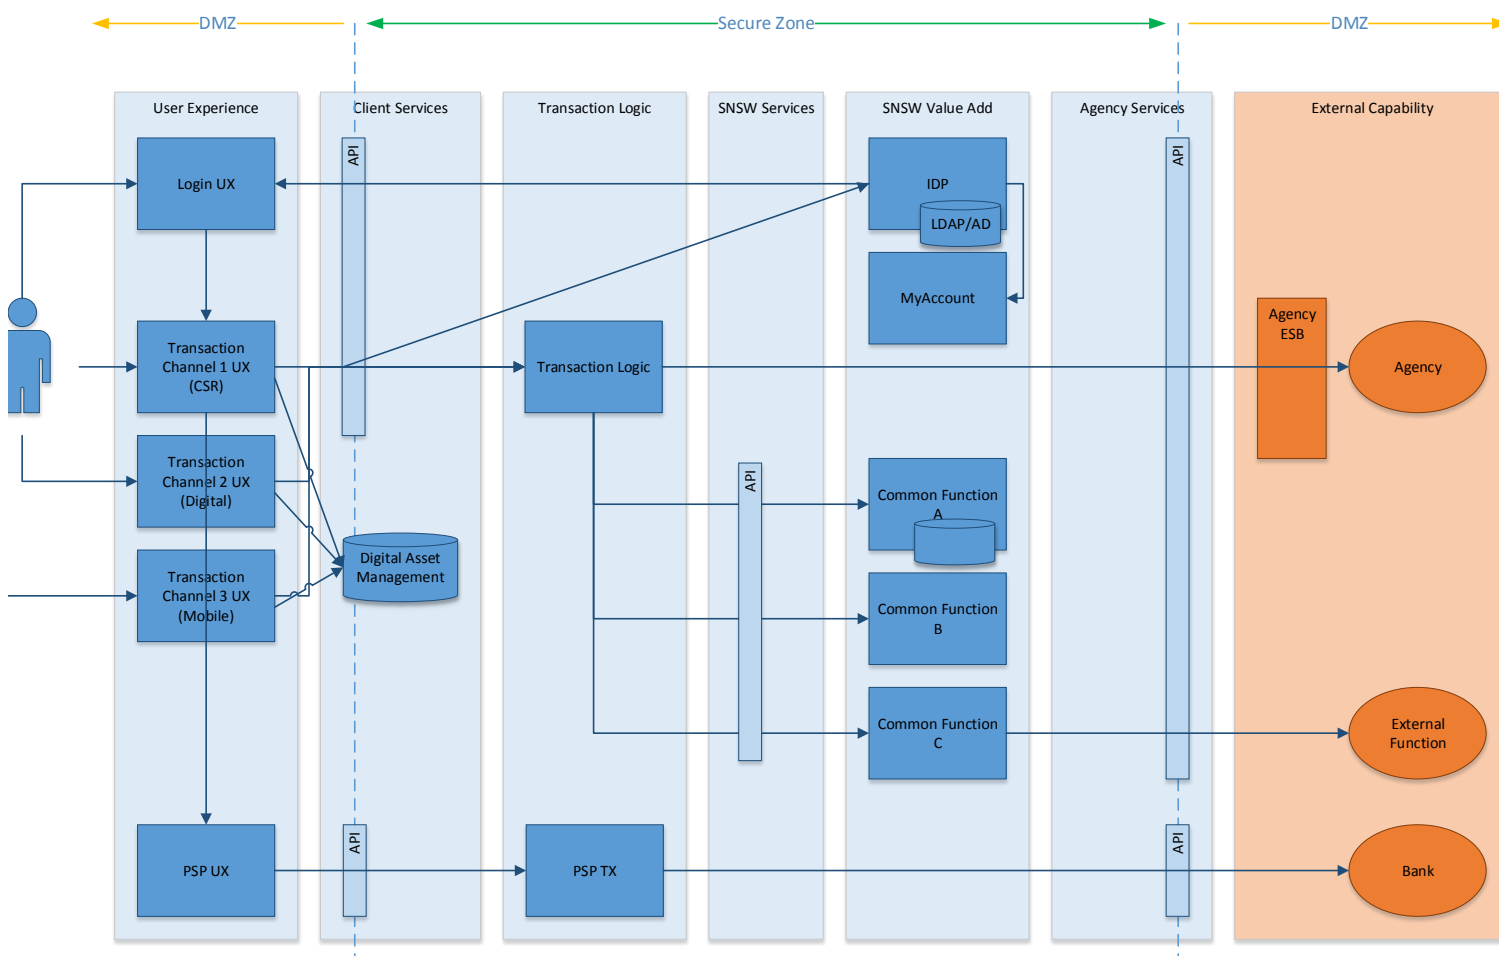 DMZ
Secure Zone
DMZ
User Experience
Client Services
Transaction Logic
SNSW Services
SNSW Value Add
Agency Services
External Capability
API
API
Login UX
IDP
LDAP/AD
MyAccount
Agency
ESB
Transaction
Channel 1 UX
(CSR)
Transaction Logic
Agency
Transaction
Channel 2 UX
(Digital)
API
Common Function
A
Digital Asset
Management
Transaction
Channel 3 UX
(Mobile)
Common Function
B
Common Function
C
External
Function
API
API
PSP UX
PSP TX
Bank